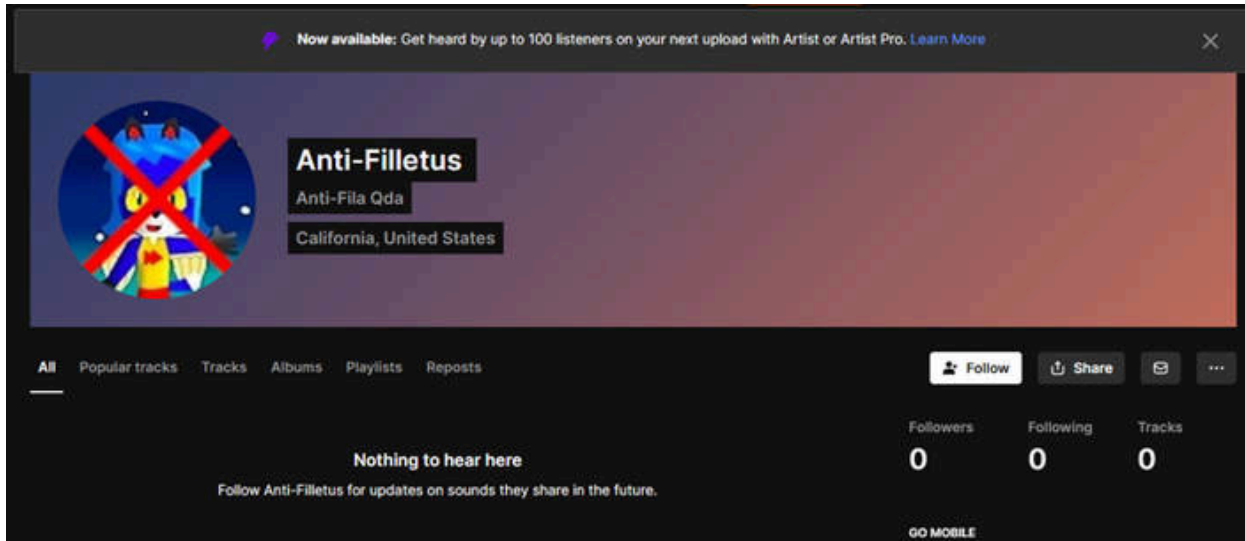 Now available: Get heard by up to 100 listeners on your next upload with Artist or Artist Pro. Learn More
Anti-Filletus
Anti-Fila Qda
California, United States
All Popular tracks Tracks Albums Playlists Reposts
Follow Share
Followers Following Tracks
0 0 0
Nothing to hear here
Follow Anti-Filletus for updates on sounds they share in the future.
GO MOBILE